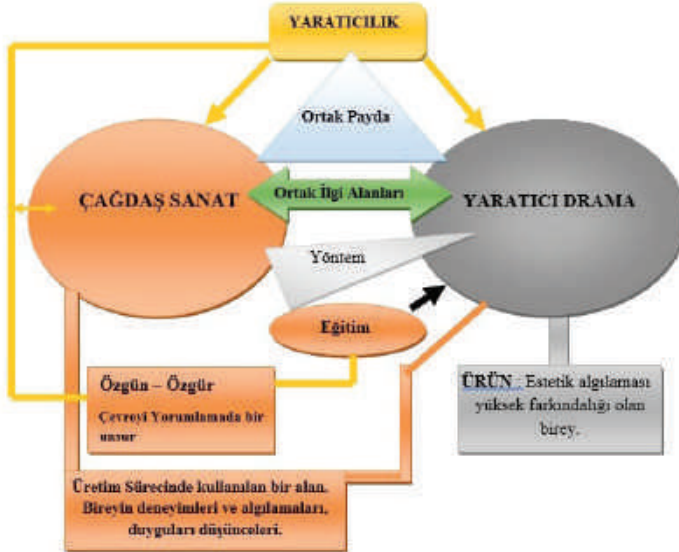 YARATICILIK
Ortak Payda
ÇAĞDAŞ SANAT
Ortak İlgi Alanları
YARATICI DRAMA
Yöntem
Eğitim
Özgün – Özgür
Çevreyi Yorumlamada bir
unsur
ÜRÜN : Estetik algılaması
yüksek farkındalığı olan
birey.
Üretim Sürecinde kullanılan bir alan.
Bireyin deneyimleri ve algılamaları,
duyguları düşünceleri.